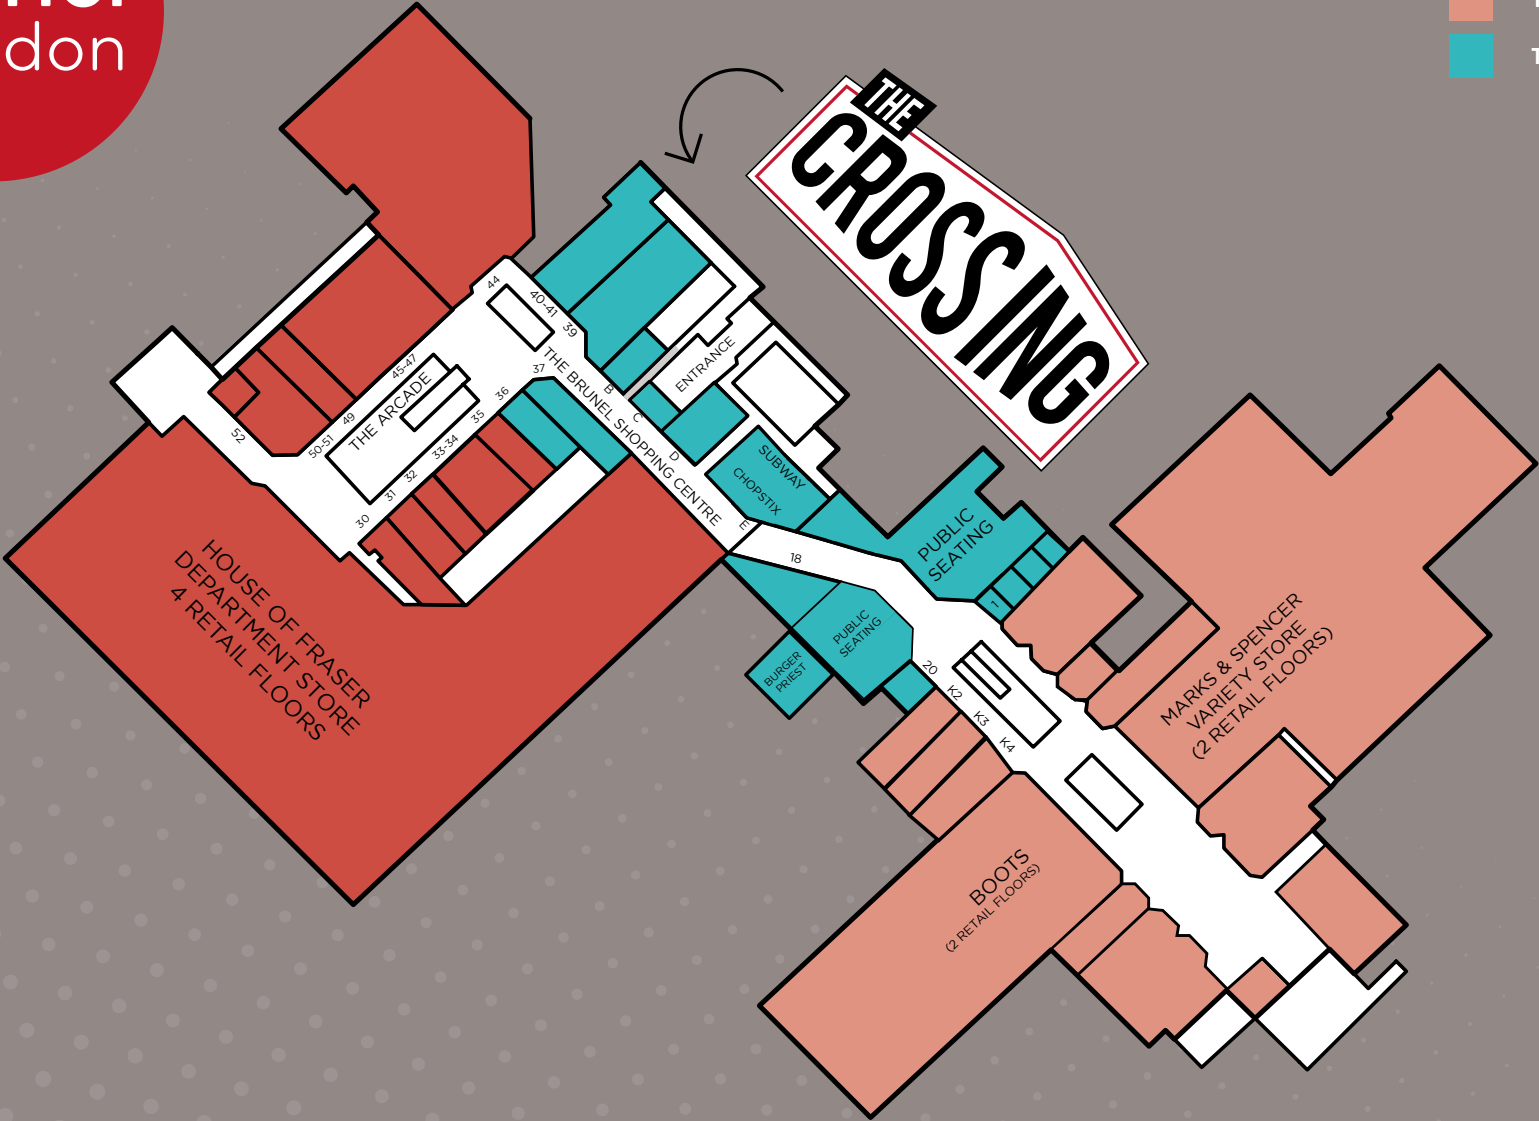 don
THE
CROSSING
44
40-41
39
37
36
35
33-34
32
31
30
45-47
49
50-51
52
THE ARCADE
THE BRUNEL SHOPPING CENTRE
ENTRANCE
B
C
D
E
SUBWAY
CHOPSTIX
18
PUBLIC
SEATING
1
PUBLIC
SEATING
BURGER
PRIEST
20
K2
K3
K4
HOUSE OF FRASER
DEPARTMENT STORE
4 RETAIL FLOORS
MARKS & SPENCER
VARIETY STORE
(2 RETAIL FLOORS)
BOOTS
(2 RETAIL FLOORS)